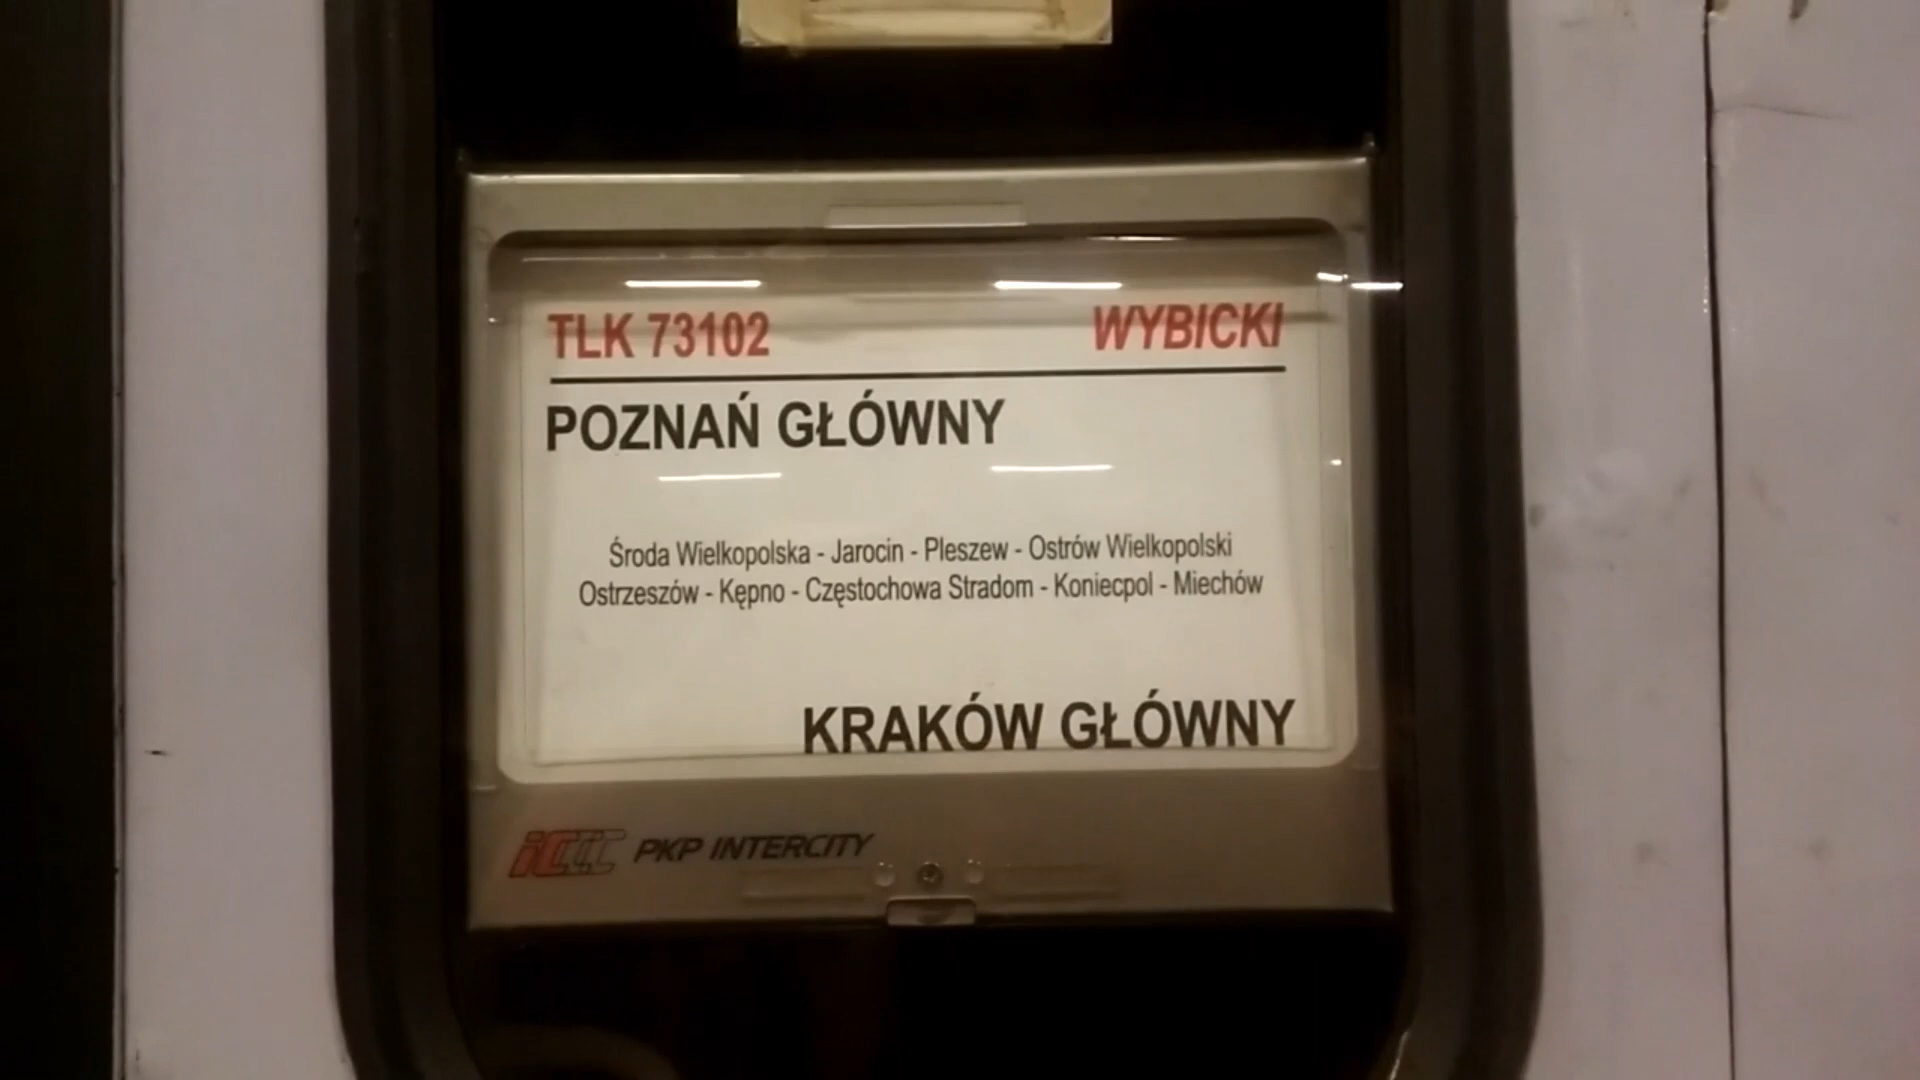 TLK 73102 WYBICKI
POZNAŃ GŁÓWNY
Środa Wielkopolska - Jarocin - Pleszew - Ostrów Wielkopolski
Ostrzeszów - Kępno - Częstochowa Stradom - Koniecpol - Miechów
KRAKÓW GŁÓWNY
PKP INTERCITY